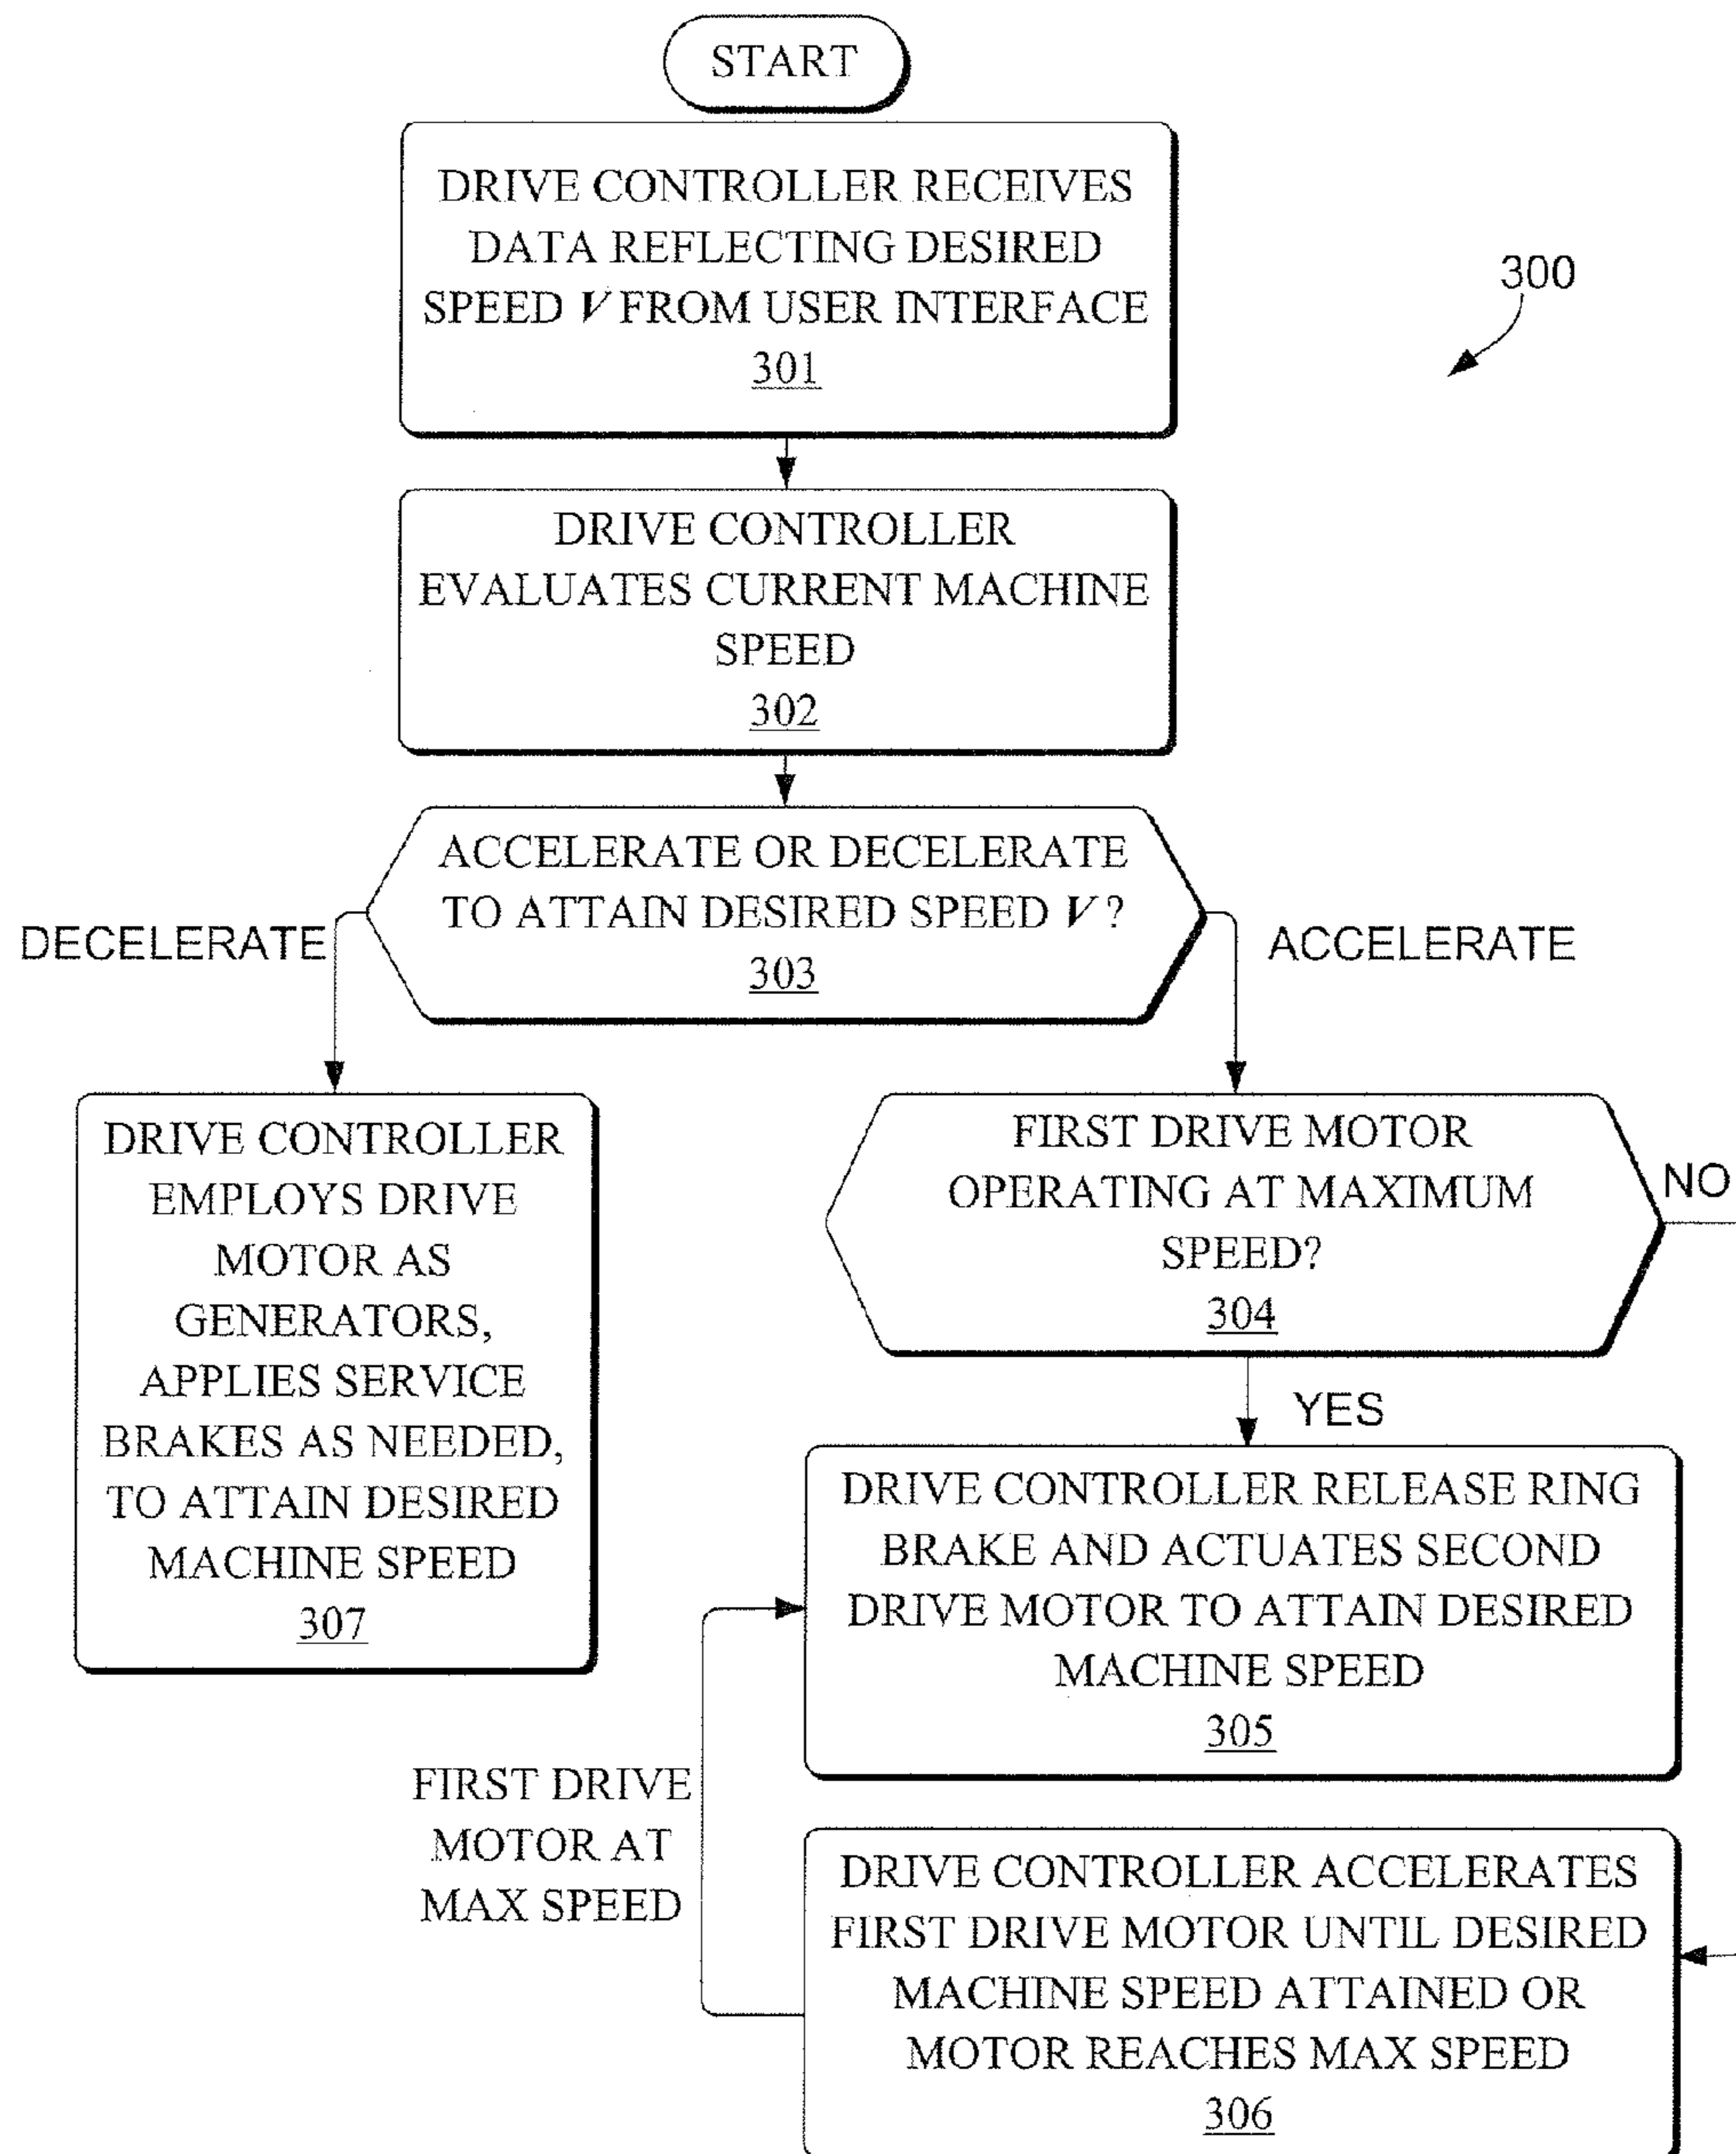 START
DRIVE CONTROLLER RECEIVES
DATA REFLECTING DESIRED
SPEED V FROM USER INTERFACE
301
300
DRIVE CONTROLLER
EVALUATES CURRENT MACHINE
SPEED
302
ACCELERATE OR DECELERATE
TO ATTAIN DESIRED SPEED V?
303
DECELERATE
ACCELERATE
DRIVE CONTROLLER
EMPLOYS DRIVE
MOTOR AS
GENERATORS,
APPLIES SERVICE
BRAKES AS NEEDED,
TO ATTAIN DESIRED
MACHINE SPEED
307
FIRST DRIVE MOTOR
OPERATING AT MAXIMUM
SPEED?
304
NO
YES
DRIVE CONTROLLER RELEASE RING
BRAKE AND ACTUATES SECOND
DRIVE MOTOR TO ATTAIN DESIRED
MACHINE SPEED
305
FIRST DRIVE
MOTOR AT
MAX SPEED
DRIVE CONTROLLER ACCELERATES
FIRST DRIVE MOTOR UNTIL DESIRED
MACHINE SPEED ATTAINED OR
MOTOR REACHES MAX SPEED
306